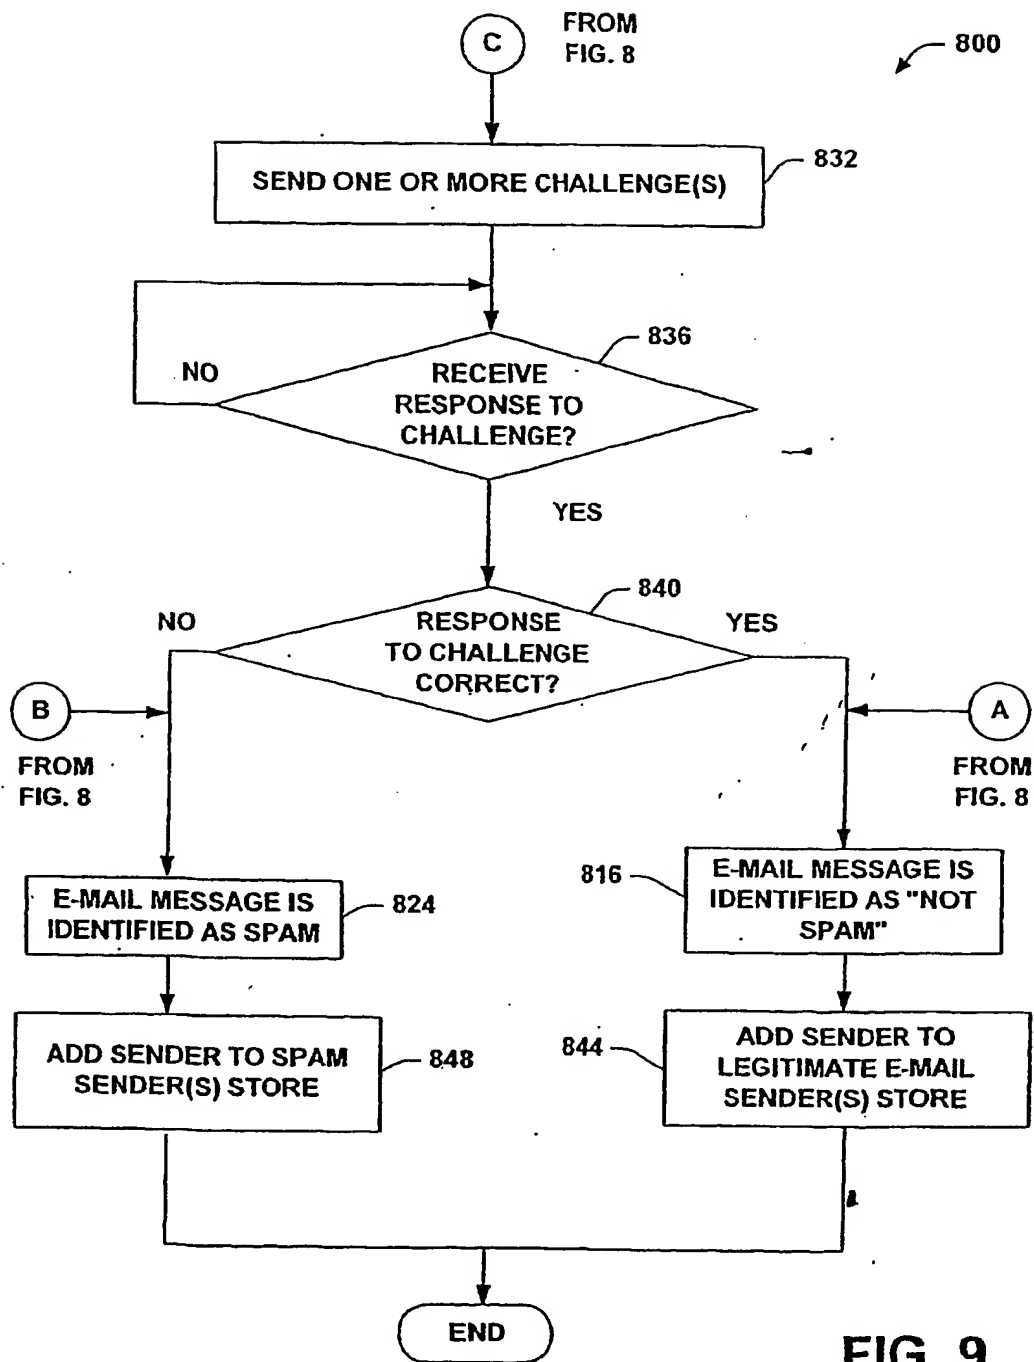 C
FROM
FIG. 8
800
SEND ONE OR MORE CHALLENGE(S)
832
836
NO
RECEIVE
RESPONSE TO
CHALLENGE?
YES
840
NO
RESPONSE
TO CHALLENGE
CORRECT?
YES
B
FROM
FIG. 8
A
FROM
FIG. 8
E-MAIL MESSAGE IS
IDENTIFIED AS SPAM
824
816
E-MAIL MESSAGE IS
IDENTIFIED AS "NOT
SPAM"
ADD SENDER TO SPAM
SENDER(S) STORE
848
844
ADD SENDER TO
LEGITIMATE E-MAIL
SENDER(S) STORE
END
FIG. 9